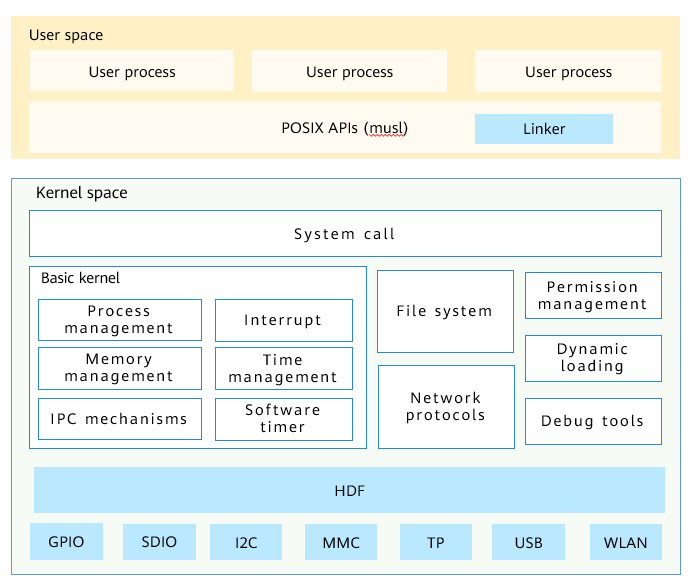 User space
User process
User process
User process
POSIX APIs (musl)
Linker
Kernel space
System call
Basic kernel
Process
management
Interrupt
Memory
management
Time
management
IPC mechanisms
Software
timer
File system
Network
protocols
Permission
management
Dynamic
loading
Debug tools
HDF
GPIO
SDIO
I2C
MMC
TP
USB
WLAN